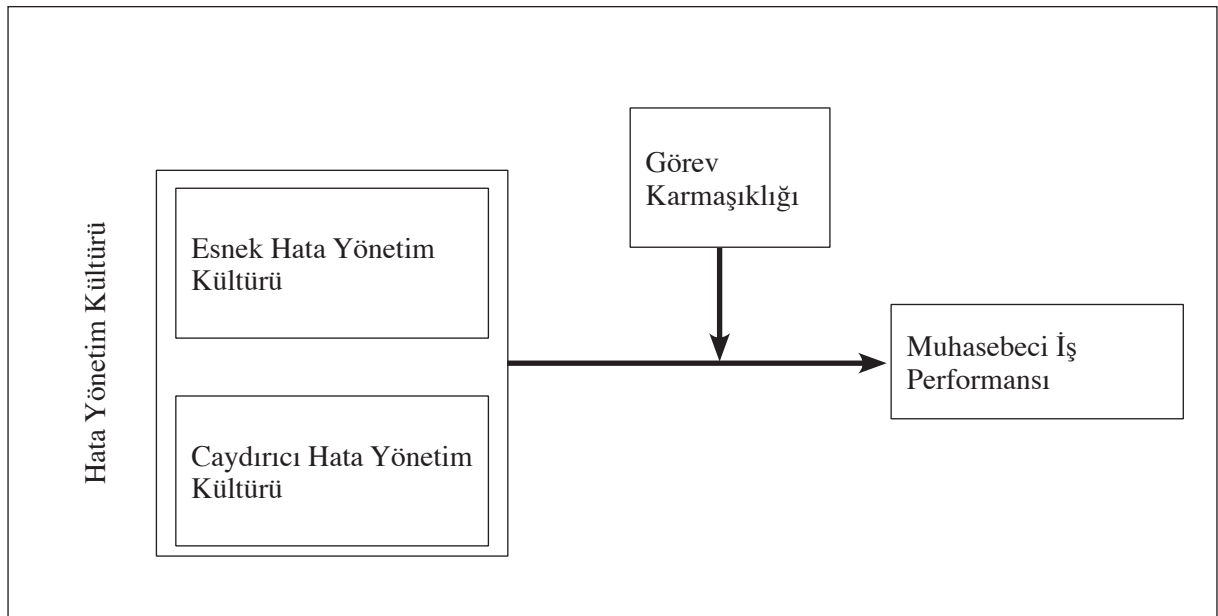 Hata Yönetim Kültürü
Esnek Hata Yönetim
Kültürü
Caydırıcı Hata Yönetim
Kültürü
Görev
Karmaşıklığı
Muhasebeci İş
Performansı